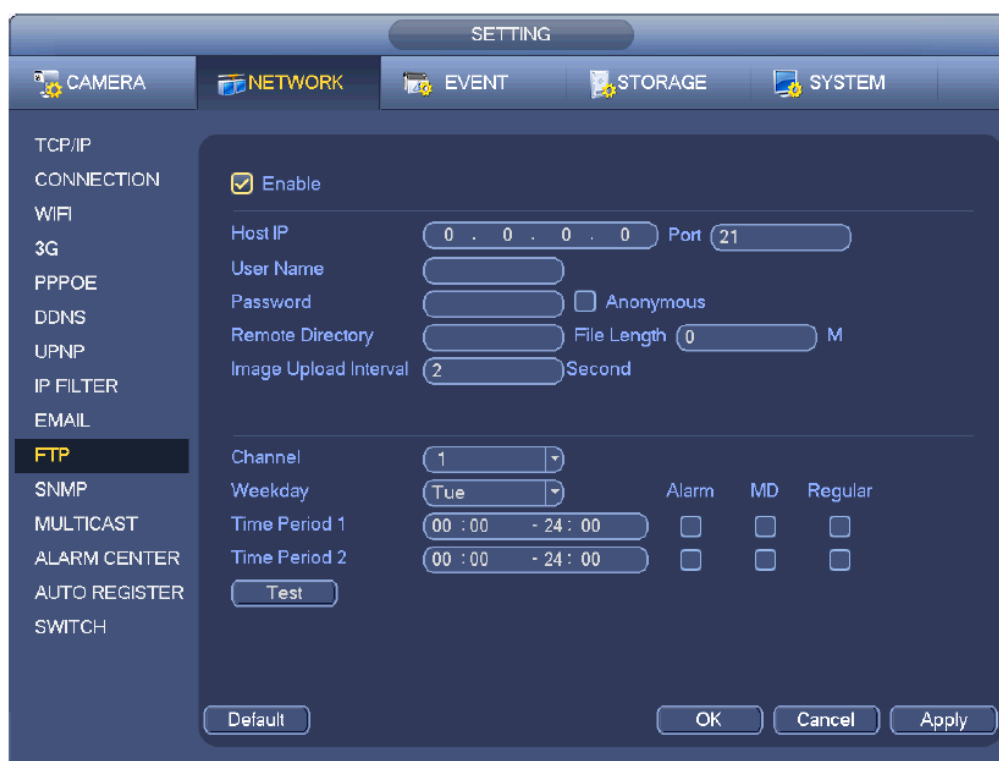 SETTING
CAMERA NETWORK EVENT STORAGE SYSTEM
TCP/IP
CONNECTION
WIFI
3G
PPPOE
DDNS
UPNP
IP FILTER
EMAIL
FTP
SNMP
MULTICAST
ALARM CENTER
AUTO REGISTER
SWITCH
Enable
Host IP 0 . 0 . 0 . 0 Port 21
User Name
Password Anonymous
Remote Directory File Length 0 M
Image Upload Interval 2 Second
Channel 1
Weekday Tue Alarm MD Regular
Time Period 1 00 : 00 - 24 : 00
Time Period 2 00 : 00 - 24 : 00
Test
Default OK Cancel Apply